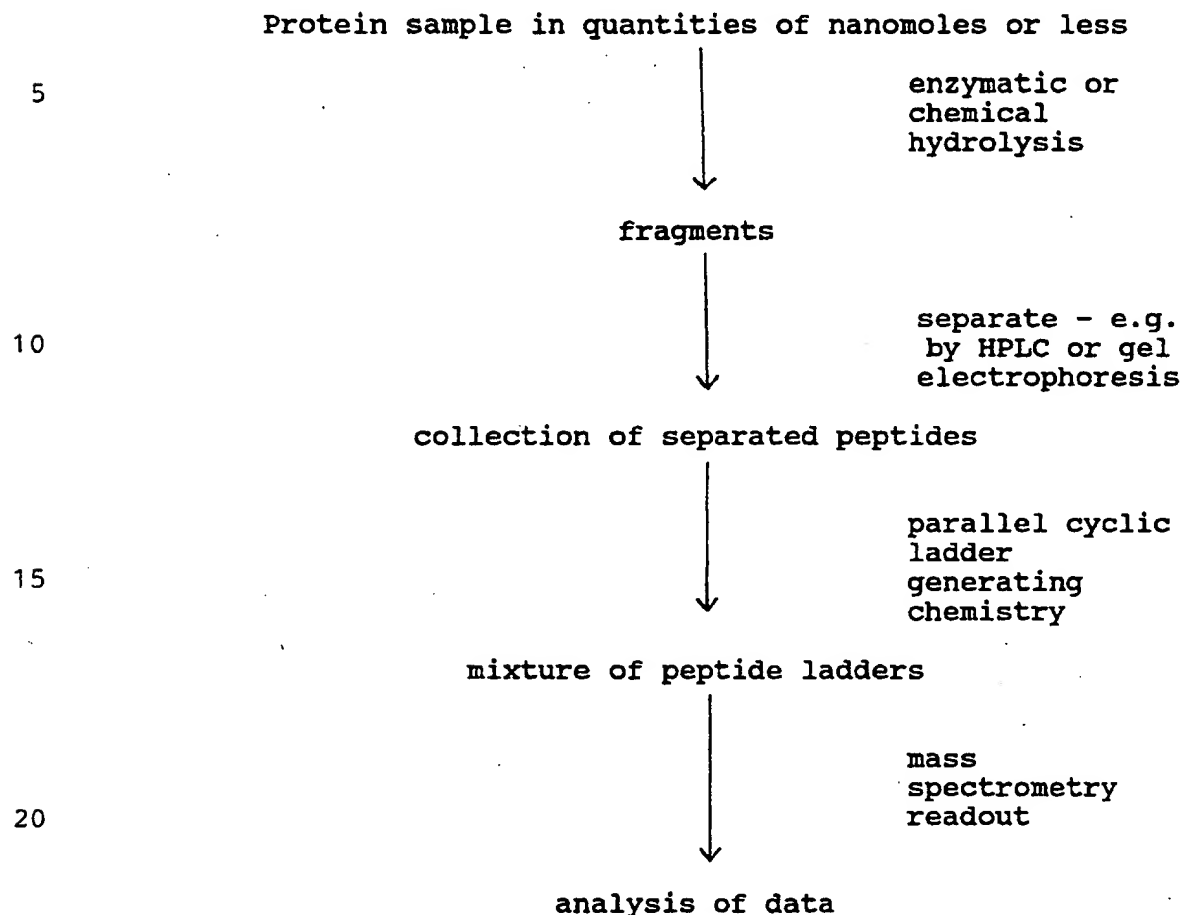 Protein sample in quantities of nanomoles or less
5
enzymatic or
chemical
hydrolysis
fragments
10
separate - e.g.
by HPLC or gel
electrophoresis
collection of separated peptides
15
parallel cyclic
ladder
generating
chemistry
mixture of peptide ladders
20
mass
spectrometry
readout
analysis of data